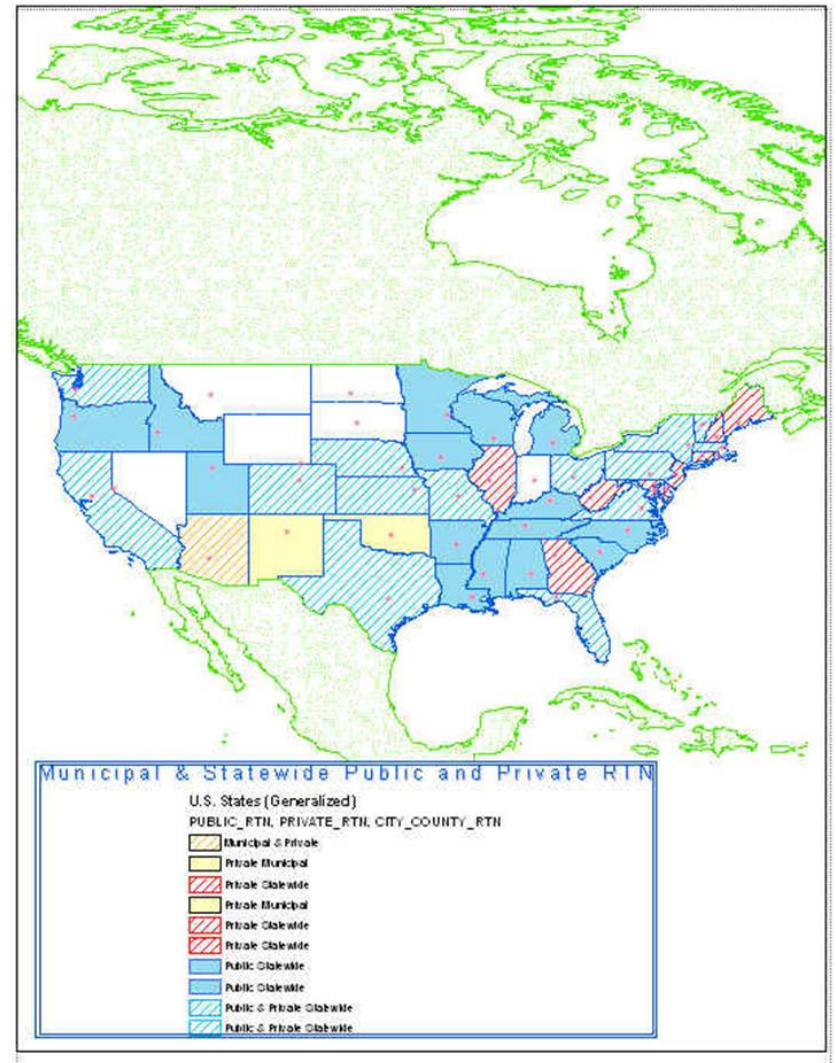 Municipal & Statewide Public and Private RTN
U.S. States (Generalized)
PUBLIC_RTN, PRIVATE_RTN, CITY_COUNTY_RTN
Municipal & Private
Private Municipal
Private Statewide
Private Municipal
Private Statewide
Private Statewide
Public Statewide
Public Statewide
Public & Private Statewide
Public & Private Statewide